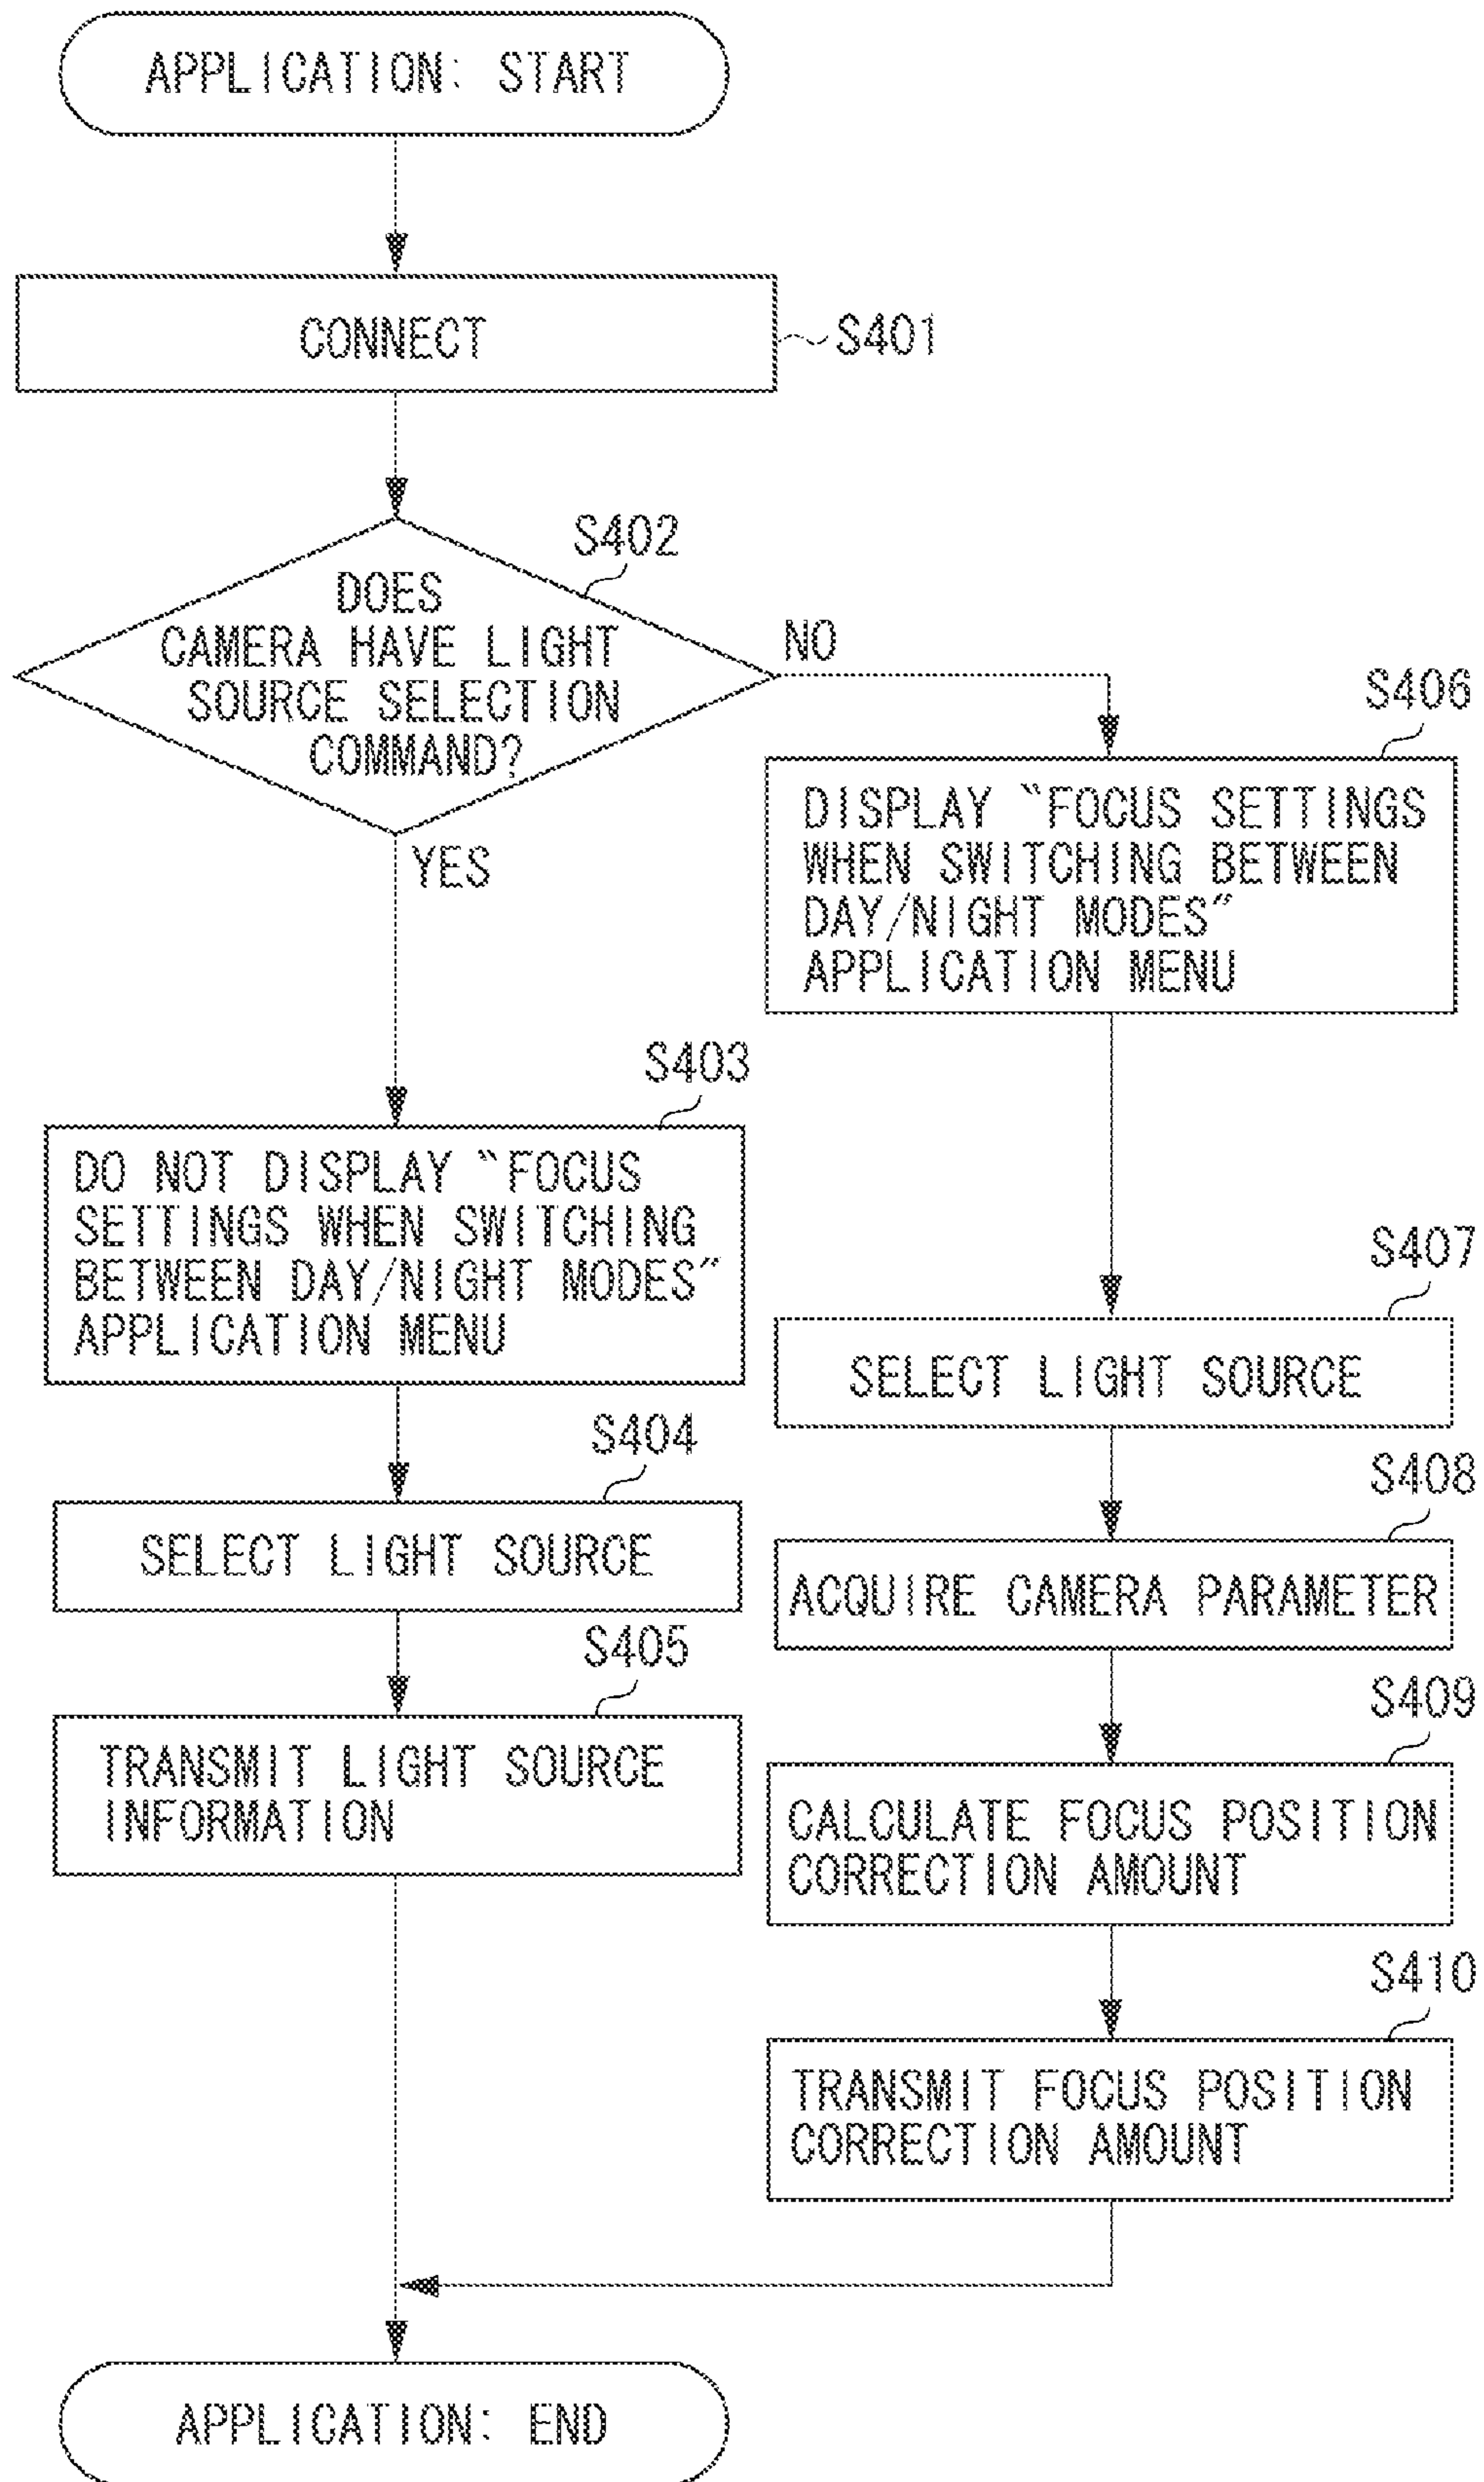 APPLICATION: START
CONNECT
S401
S402
DOES
CAMERA HAVE LIGHT
SOURCE SELECTION
COMMAND?
NO
YES
S406
DISPLAY "FOCUS SETTINGS
WHEN SWITCHING BETWEEN
DAY/NIGHT MODES"
APPLICATION MENU
S403
DO NOT DISPLAY "FOCUS
SETTINGS WHEN SWITCHING
BETWEEN DAY/NIGHT MODES"
APPLICATION MENU
S407
SELECT LIGHT SOURCE
S404
SELECT LIGHT SOURCE
S408
ACQUIRE CAMERA PARAMETER
S405
TRANSMIT LIGHT SOURCE
INFORMATION
S409
CALCULATE FOCUS POSITION
CORRECTION AMOUNT
S410
TRANSMIT FOCUS POSITION
CORRECTION AMOUNT
APPLICATION: END